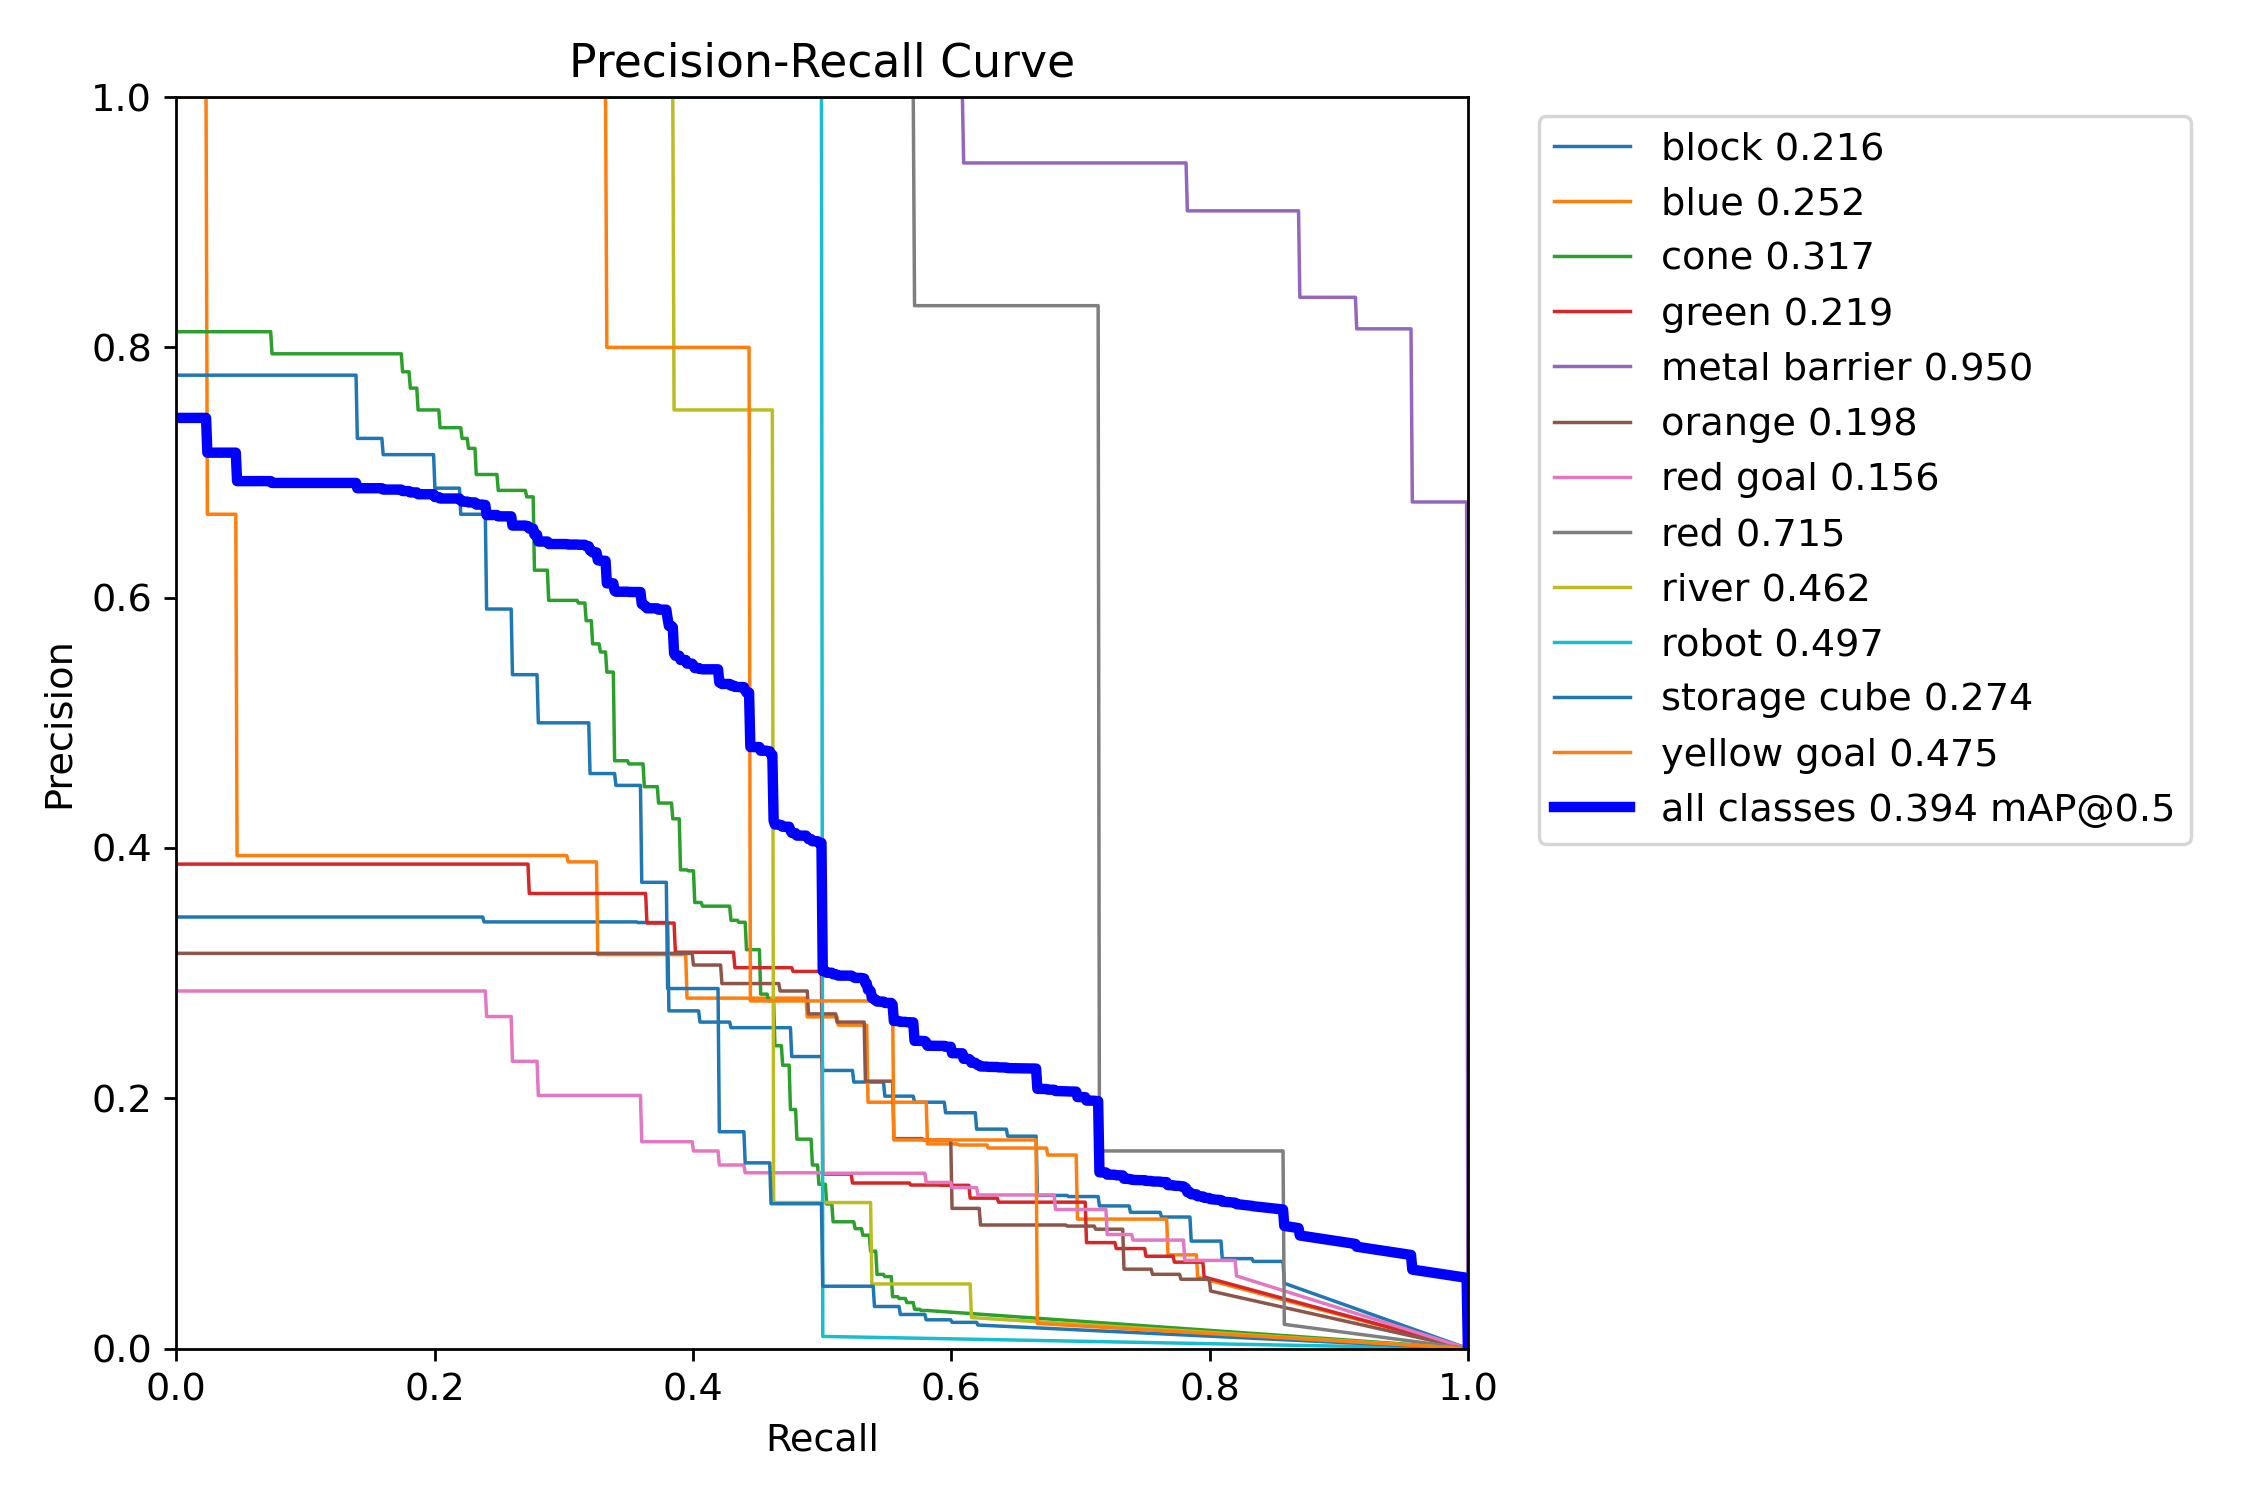 Precision-Recall Curve
1.0
0.8
0.6
0.4
0.2
0.0
Precision
0.0 0.2 0.4 0.6 0.8 1.0
Recall
block 0.216
blue 0.252
cone 0.317
green 0.219
metal barrier 0.950
orange 0.198
red goal 0.156
red 0.715
river 0.462
robot 0.497
storage cube 0.274
yellow goal 0.475
all classes 0.394 mAP@0.5